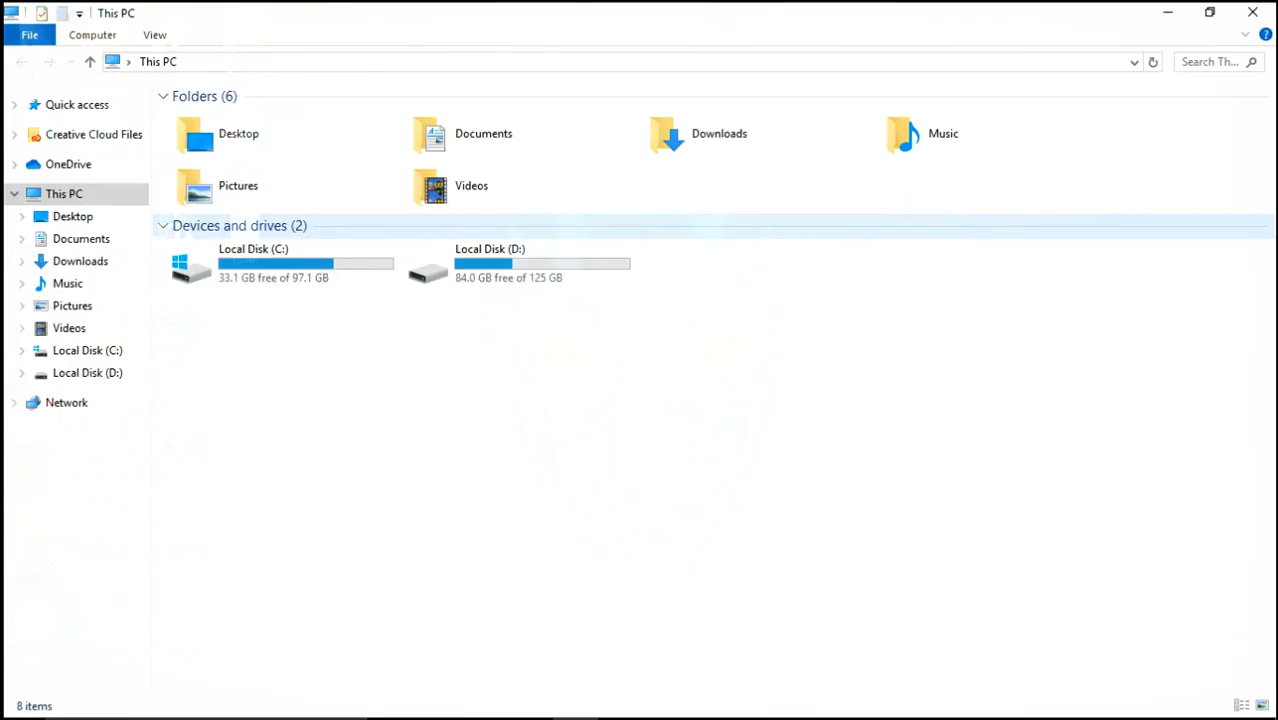 This PC
File Computer View
This PC
Search Th...
Quick access
Creative Cloud Files
OneDrive
This PC
Desktop
Documents
Downloads
Music
Pictures
Videos
Local Disk (C:)
Local Disk (D:)
Network
Folders (6)
Desktop Documents Downloads Music
Pictures Videos
Devices and drives (2)
Local Disk (C:) Local Disk (D:)
33.1 GB free of 97.1 GB 84.0 GB free of 125 GB
8 items